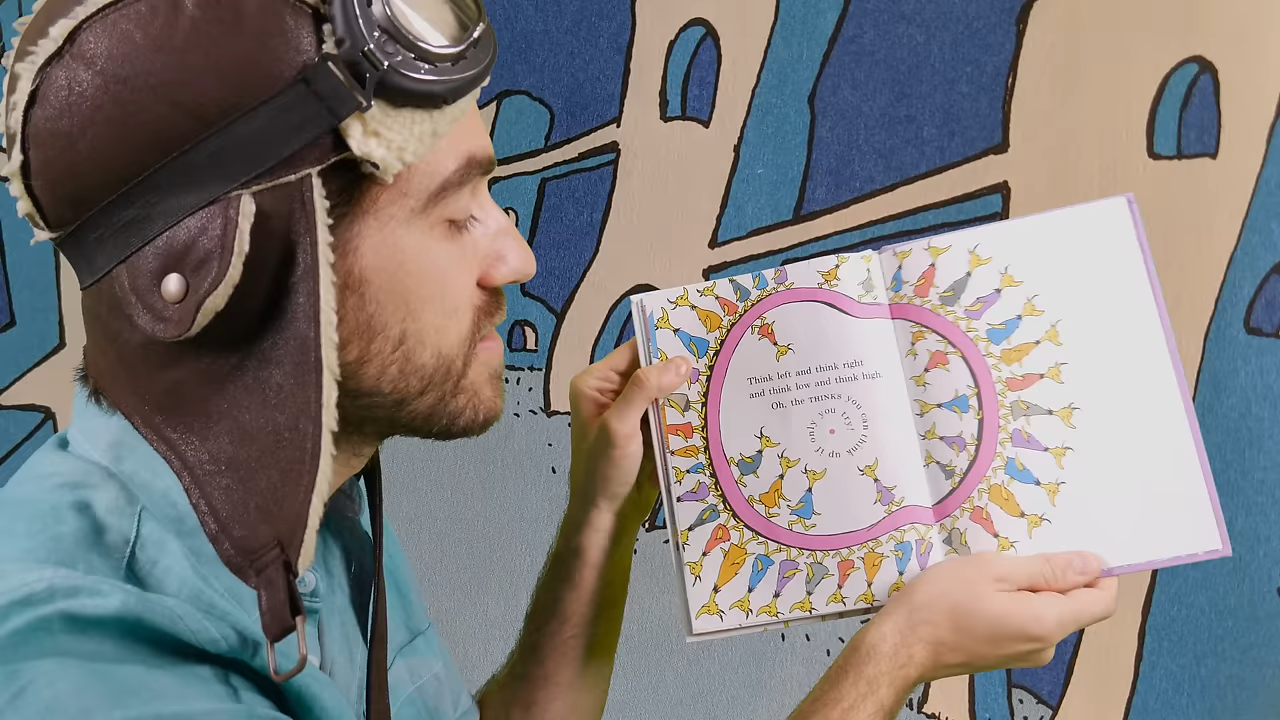 Think left and think right
and think low and think high.
Oh, the THINKS you can think up if only you try!